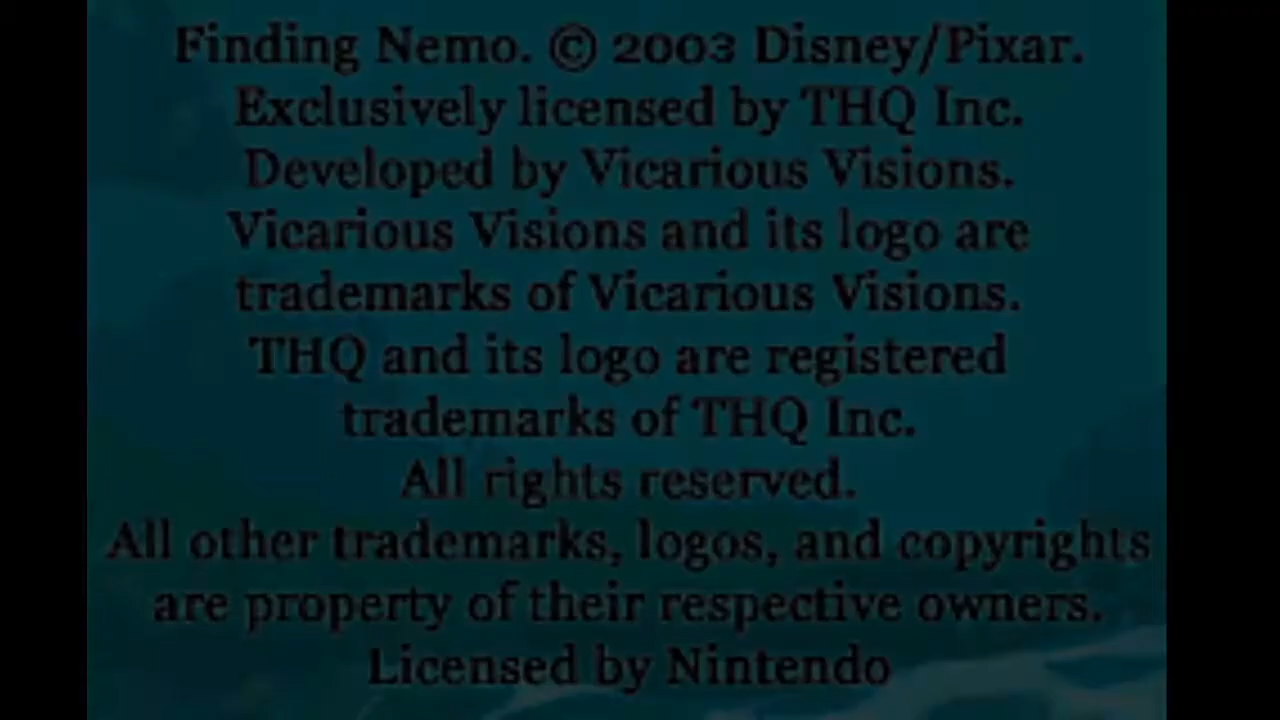 Finding Nemo. © 2003 Disney/Pixar.
Exclusively licensed by THQ Inc.
Developed by Vicarious Visions.
Vicarious Visions and its logo are
trademarks of Vicarious Visions.
THQ and its logo are registered
trademarks of THQ Inc.
All rights reserved.
All other trademarks, logos, and copyrights
are property of their respective owners.
Licensed by Nintendo